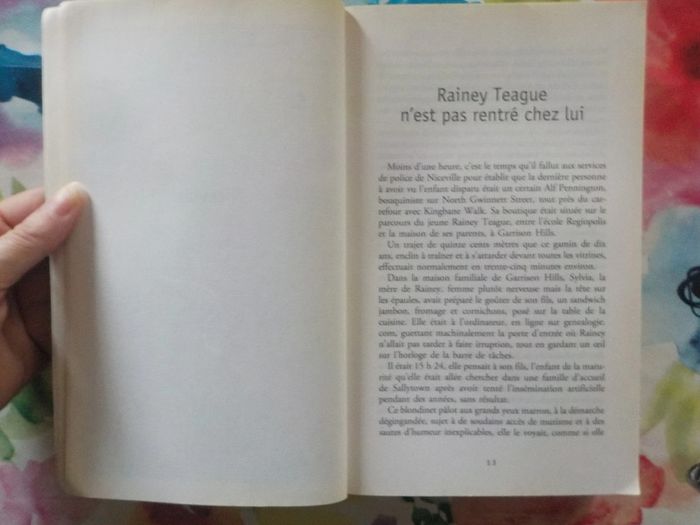 Rainey Teague
n'est pas rentré chez lui
Moins d'une heure, c'est le temps qu'il fallut aux services
de police de Niceville pour établir que la dernière personne
à avoir vu l'enfant disparu était un certain Alf Pennington,
bouquiniste sur North Gwinnett Street, tout près du car-
refour avec Kingbane Walk. Sa boutique était située sur le
parcours du jeune Rainey Teague, entre l'école Regiopolis
et la maison de ses parents, à Garrison Hills.
Un trajet de quinze cents mètres que ce gamin de dix
ans, enclin à traîner et à s'attarder devant toutes les vitrines,
effectuait normalement en trente-cinq minutes environ.
Dans la maison familiale de Garrison Hills, Sylvia, la
mère de Rainey, femme plutôt nerveuse mais la tête sur
les épaules, avait préparé le goûter de son fils, un sandwich
jambon, fromage et cornichons, posé sur la table de la
cuisine. Elle était à l'ordinateur, en ligne sur genealogie.
com, guettant machinalement la porte d'entrée où Rainey
n'allait pas tarder à faire irruption, tout en gardant un œil
sur l'horloge de la barre de tâches.
Il était 15 h 24, elle pensait à son fils, l'enfant de la matu-
rité qu'elle était allée chercher dans une famille d'accueil
de Sallytown après avoir tenté l'insémination artificielle
pendant des années, sans résultat.
Ce blondinet pâlot aux grands yeux marron, à la démarche
dégingandée, sujet à de soudains accès de mutisme et à des
sautes d'humeur inexplicables, elle le voyait, comme si elle
13